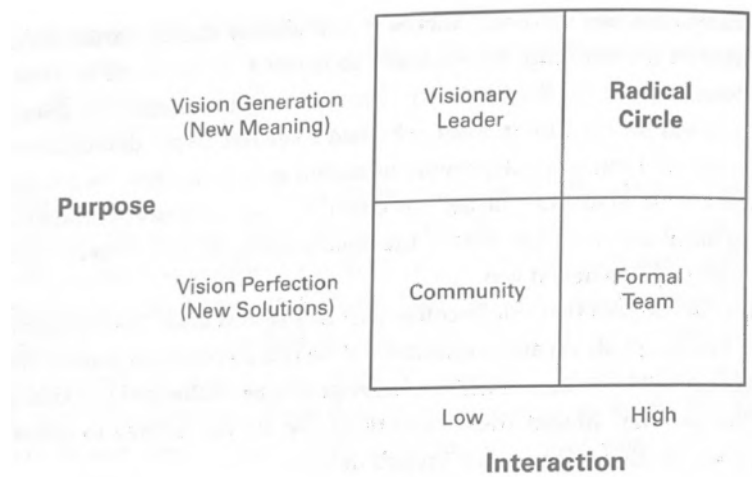 Vision Generation
(New Meaning)
Visionary
Leader
Radical
Circle
Purpose
Vision Perfection
(New Solutions)
Community
Formal
Team
Low
High
Interaction